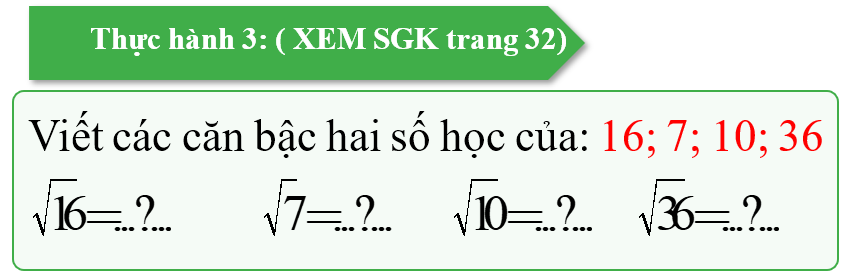 Thực hành 3: ( XEM SGK trang 32)
Viết các căn bậc hai số học của: 16; 7; 10; 36
√16=...?... √7=...?... √10=...?... √36=...?...